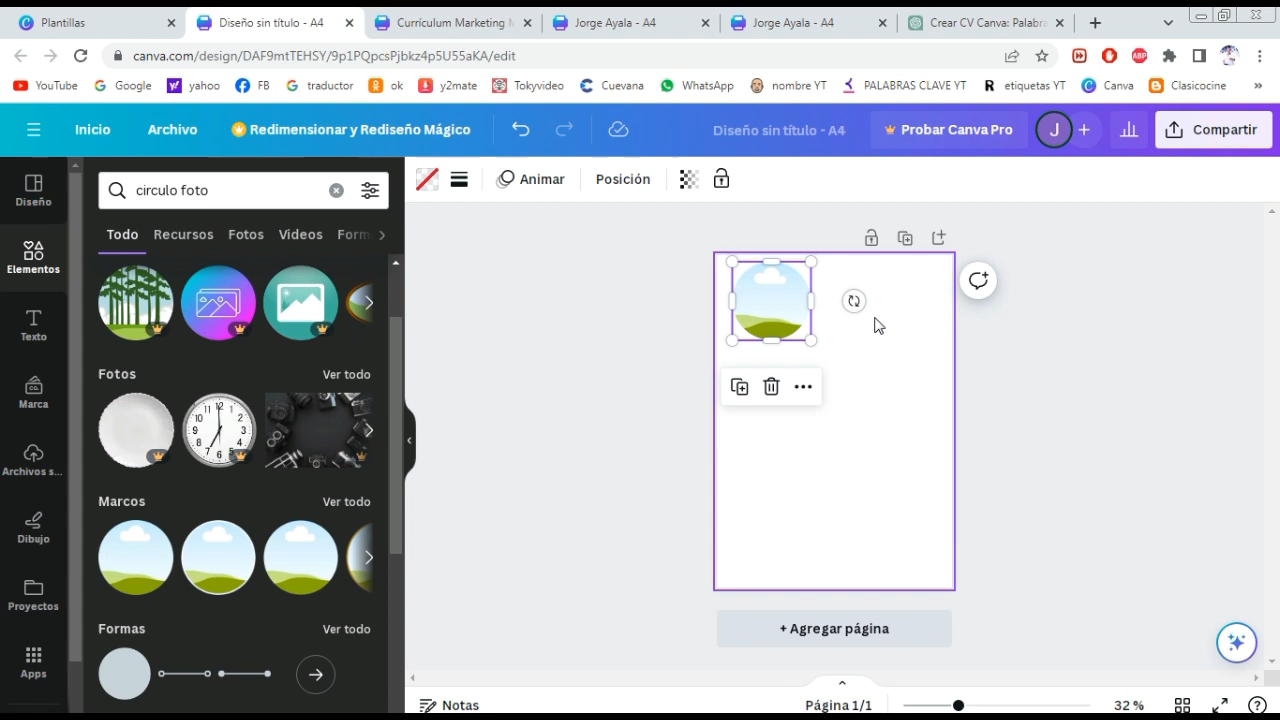 Plantillas
Diseño sin título - A4
Currículum Marketing
Jorge Ayala - A4
Jorge Ayala - A4
Crear CV Canva: Palabra
canva.com/design/DAF9mtTEHSY/9p1PQpcsPjbkz4p5U55aKA/edit
YouTube
Google
yahoo
FB
traductor
ok
y2mate
Tokyvideo
Cuevana
WhatsApp
nombre YT
PALABRAS CLAVE YT
etiquetas YT
Canva
Clasicocine
»
Inicio
Archivo
Redimensionar y Rediseño Mágico
Diseño sin título - A4
Probar Canva Pro
J
Compartir
Diseño
Elementos
Texto
Marca
Archivos s...
Dibujo
Proyectos
Apps
circulo foto
Todo
Recursos
Fotos
Videos
Form
Fotos
Ver todo
Marcos
Ver todo
Formas
Ver todo
Animar
Posición
+ Agregar página
Notas
Página 1/1
32 %